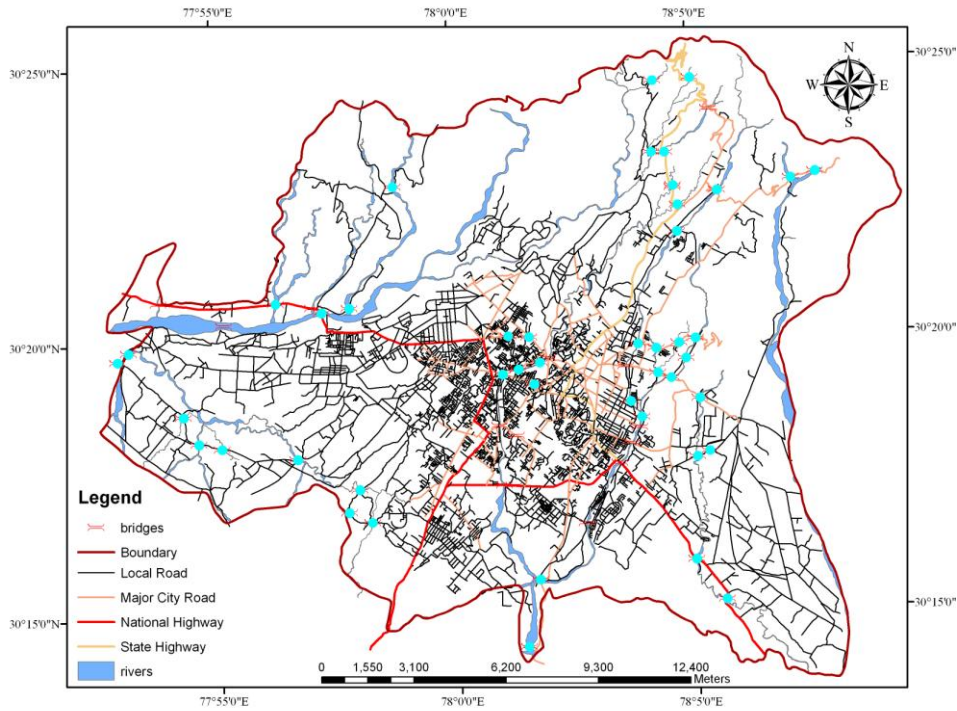 77°55'0"E 78°0'0"E 78°5'0"E
N
W E
S
30°25'0"N 30°25'0"N
30°20'0"N 30°20'0"N
30°15'0"N 30°15'0"N
Legend
bridges
Boundary
Local Road
Major City Road
National Highway
State Highway
rivers
0 1,550 3,100 6,200 9,300 12,400
Meters
77°55'0"E 78°0'0"E 78°5'0"E